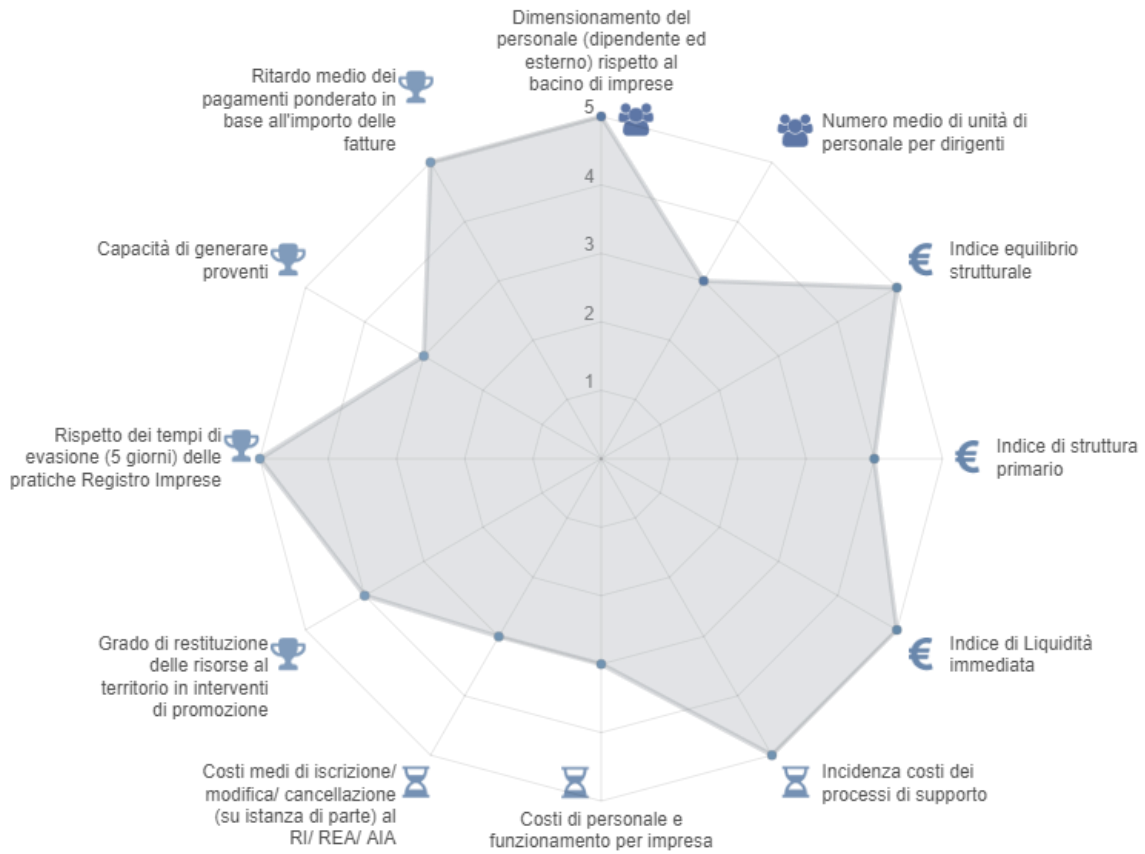 Dimensionamento del
personale (dipendente ed
esterno) rispetto al
bacino di imprese
Numero medio di unità di
personale per dirigenti
Indice equilibrio
strutturale
Indice di struttura
primario
Indice di Liquidità
immediata
Incidenza costi dei
processi di supporto
Costi di personale e
funzionamento per impresa
Costi medi di iscrizione/
modifica/ cancellazione
(su istanza di parte) al
RI/ REA/ AIA
Grado di restituzione
delle risorse al
territorio in interventi
di promozione
Rispetto dei tempi di
evasione (5 giorni) delle
pratiche Registro Imprese
Capacità di generare
proventi
Ritardo medio dei
pagamenti ponderato in
base all'importo delle
fatture
5
4
3
2
1